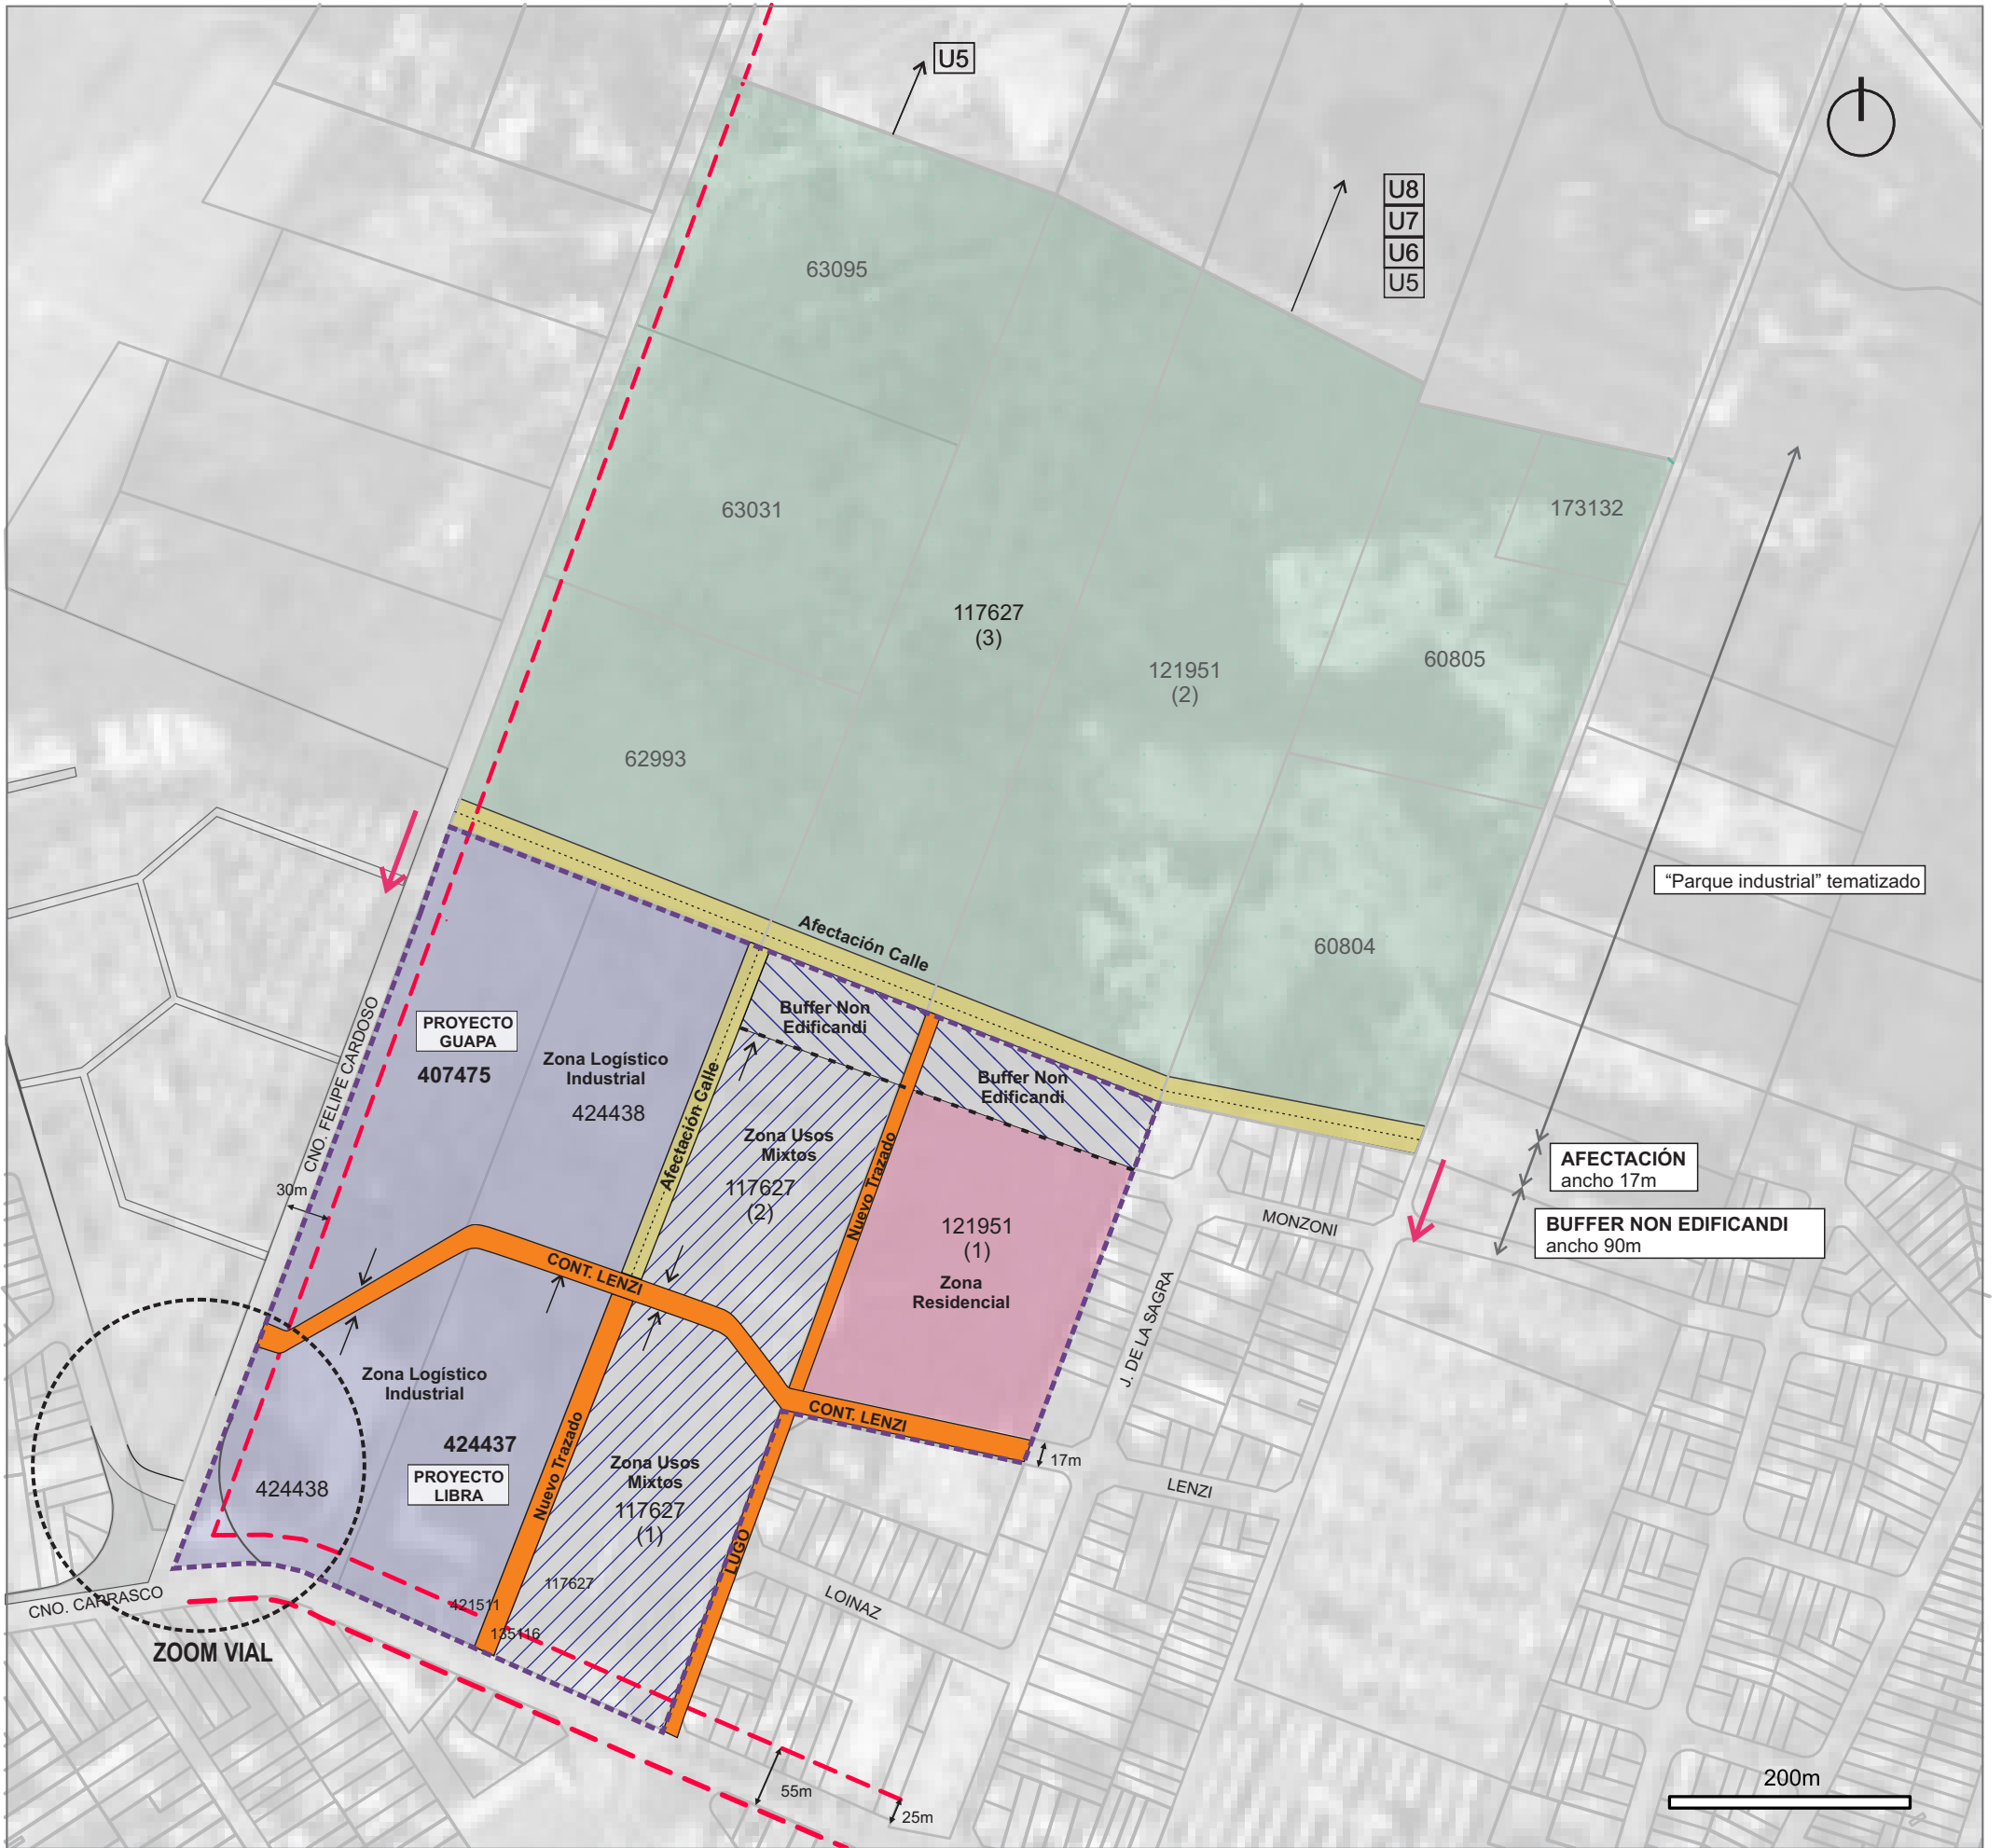 U5
U8
U7
U6
U5
63095
63031
173132
117627
(3)
121951
(2)
60805
62993
"Parque industrial" tematizado
60804
Afectación Calle
Buffer Non
Edificandi
PROYECTO
GUAPA
407475
Zona Logístico
Industrial
424438
CNO. FELIPE CARDOSO
Afectación Calle
Buffer Non
Edificandi
Zona Usos
Mixtos
117627
(2)
Nuevo Trazado
AFECTACIÓN
ancho 17m
BUFFER NON EDIFICANDI
ancho 90m
30m
121951
(1)
Zona
Residencial
MONZONI
J. DE LA SAGRA
CONT. LENZI
Zona Logístico
Industrial
CONT. LENZI
424437
PROYECTO
LIBRA
424438
Nuevo Trazado
Zona Usos
Mixtos
117627
(1)
17m
LENZI
LUGO
LOINAZ
117627
421511
135116
CNO. CARRASCO
ZOOM VIAL
55m
25m
200m